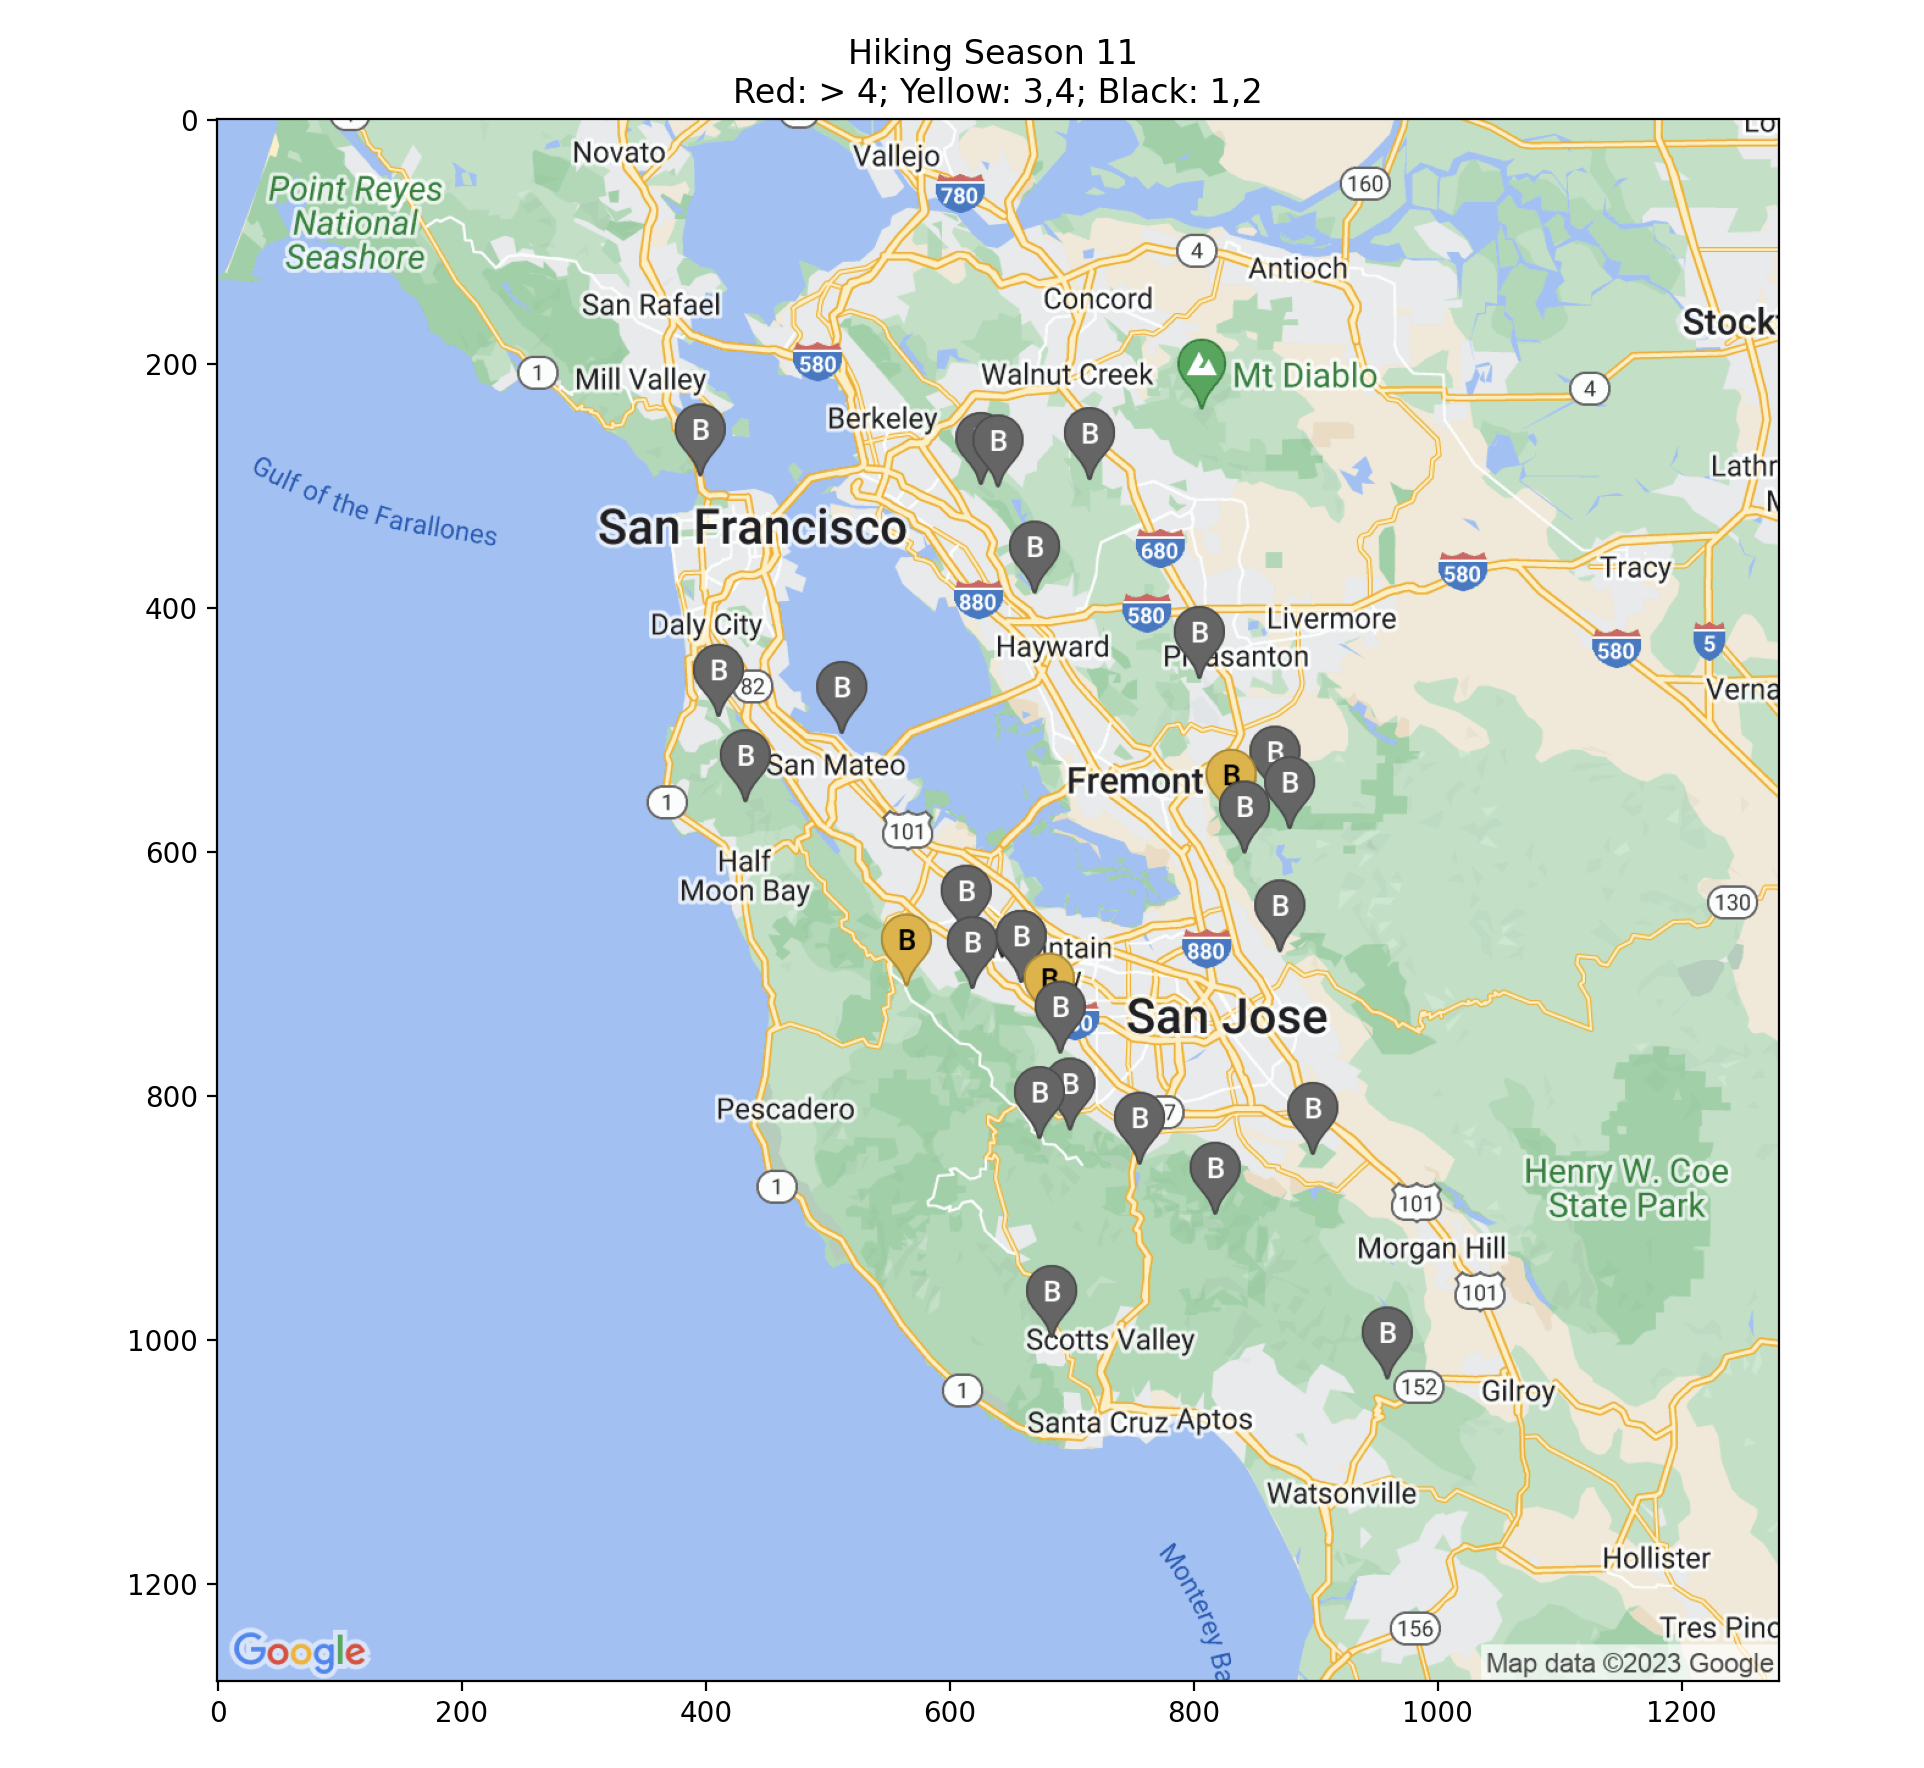 Hiking Season 11
Red: > 4; Yellow: 3,4; Black: 1,2
0
200
400
600
800
1000
1200
Lo
Novato
Vallejo
780
160
Point Reyes
National
Seashore
4
Antioch
San Rafael
Concord
Stock
580
1
Mill Valley
Walnut Creek
Mt Diablo
4
Berkeley
B
B
B
Lathr
Gulf of the Farallones
San Francisco
B
680
580
Tracy
880
580
Daly City
Hayward
B
Livermore
Pleasanton
580
5
B
82
B
Verna
B
San Mateo
B
Fremont
B
B
B
1
101
Half
Moon Bay
B
B
130
B
B
B
ntain
880
B
B
San Jose
Pescadero
B
B
B
7
B
B
1
Henry W. Coe
State Park
101
Morgan Hill
B
101
Scotts Valley
B
1
152
Gilroy
Santa Cruz
Aptos
Watsonville
Hollister
Monterey Ba
156
Tres Pino
Google
Map data ©2023 Google
0
200
400
600
800
1000
1200